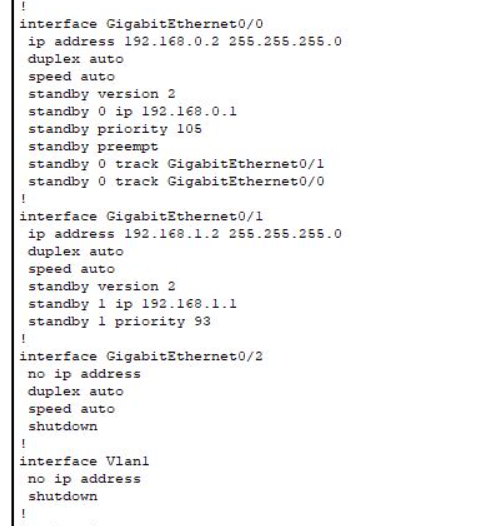 !
interface GigabitEthernet0/0
 ip address 192.168.0.2 255.255.255.0
 duplex auto
 speed auto
 standby version 2
 standby 0 ip 192.168.0.1
 standby priority 105
 standby preempt
 standby 0 track GigabitEthernet0/1
 standby 0 track GigabitEthernet0/0
!
interface GigabitEthernet0/1
 ip address 192.168.1.2 255.255.255.0
 duplex auto
 speed auto
 standby version 2
 standby 1 ip 192.168.1.1
 standby 1 priority 93
!
interface GigabitEthernet0/2
 no ip address
 duplex auto
 speed auto
 shutdown
!
interface Vlan1
 no ip address
 shutdown
!